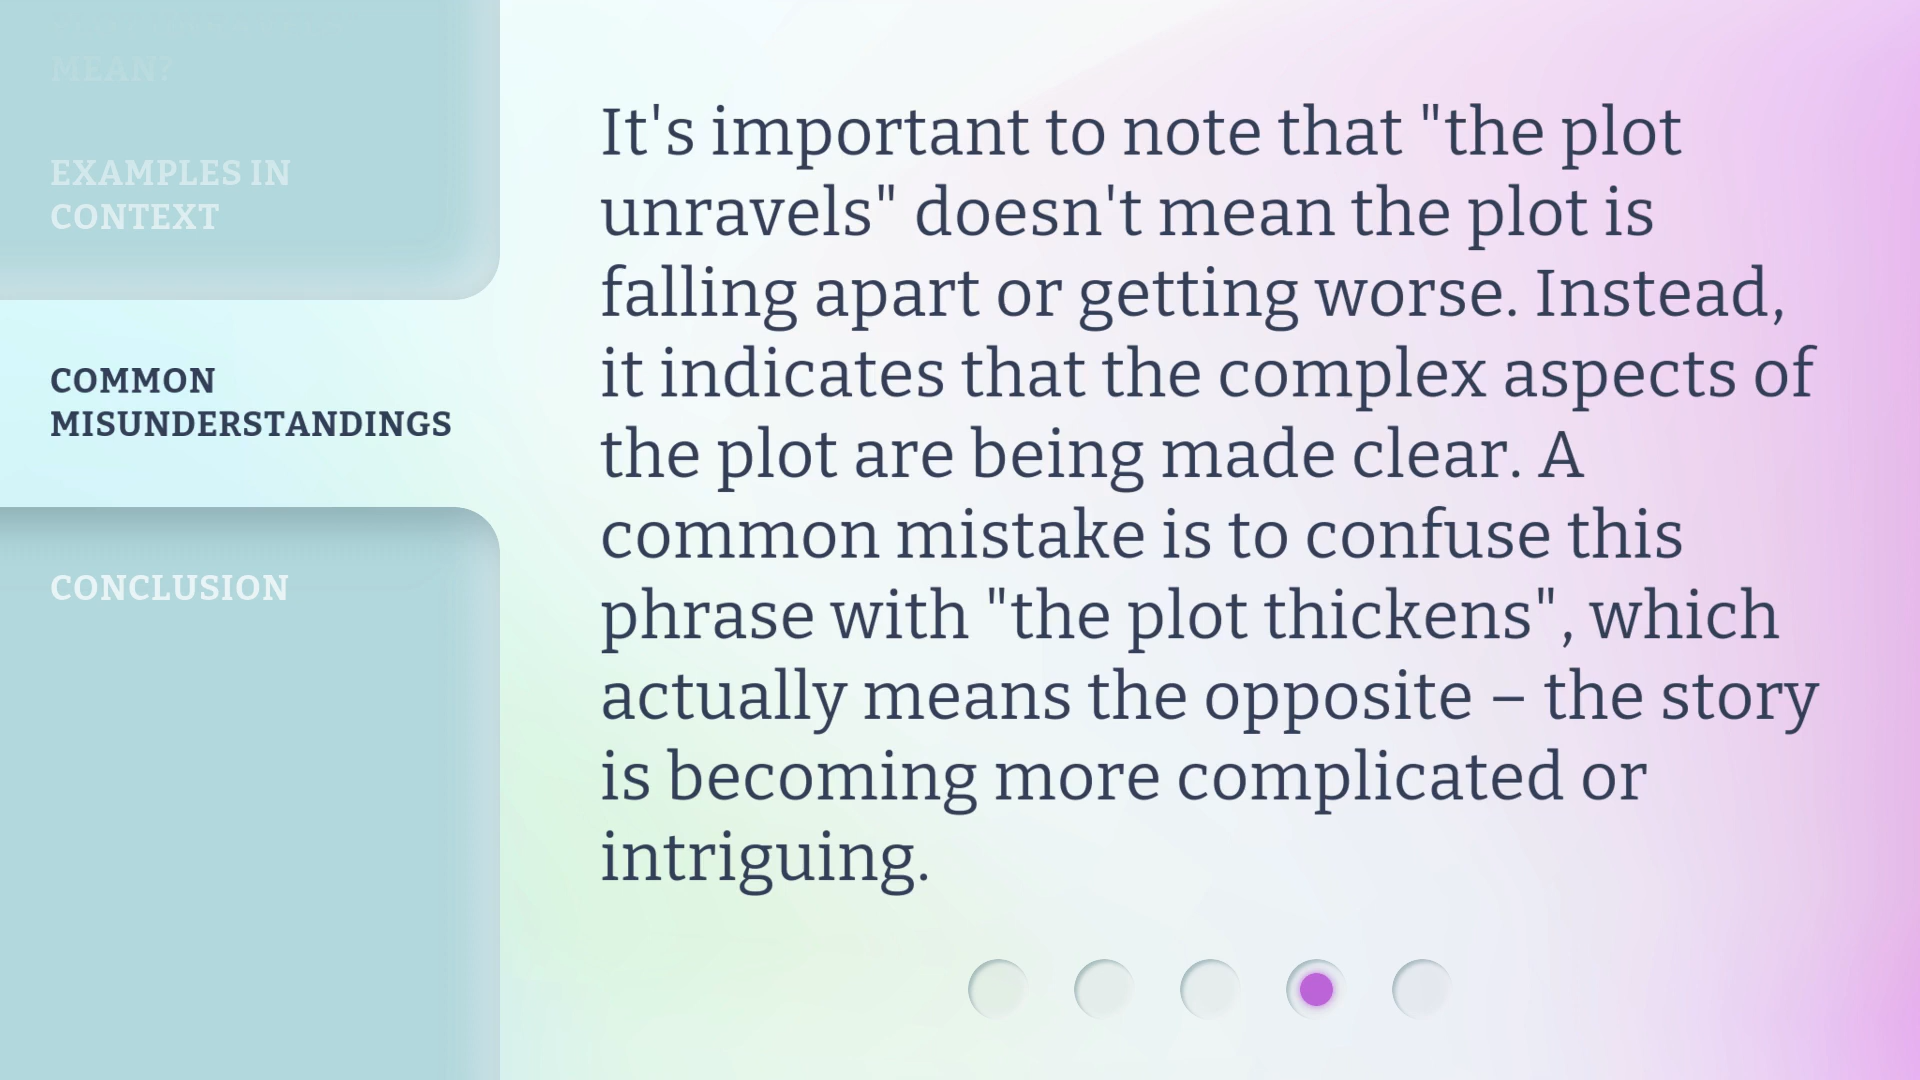 MEAN?
EXAMPLES IN
CONTEXT
COMMON
MISUNDERSTANDINGS
CONCLUSION
It's important to note that "the plot
unravels" doesn't mean the plot is
falling apart or getting worse. Instead,
it indicates that the complex aspects of
the plot are being made clear. A
common mistake is to confuse this
phrase with "the plot thickens", which
actually means the opposite – the story
is becoming more complicated or
intriguing.